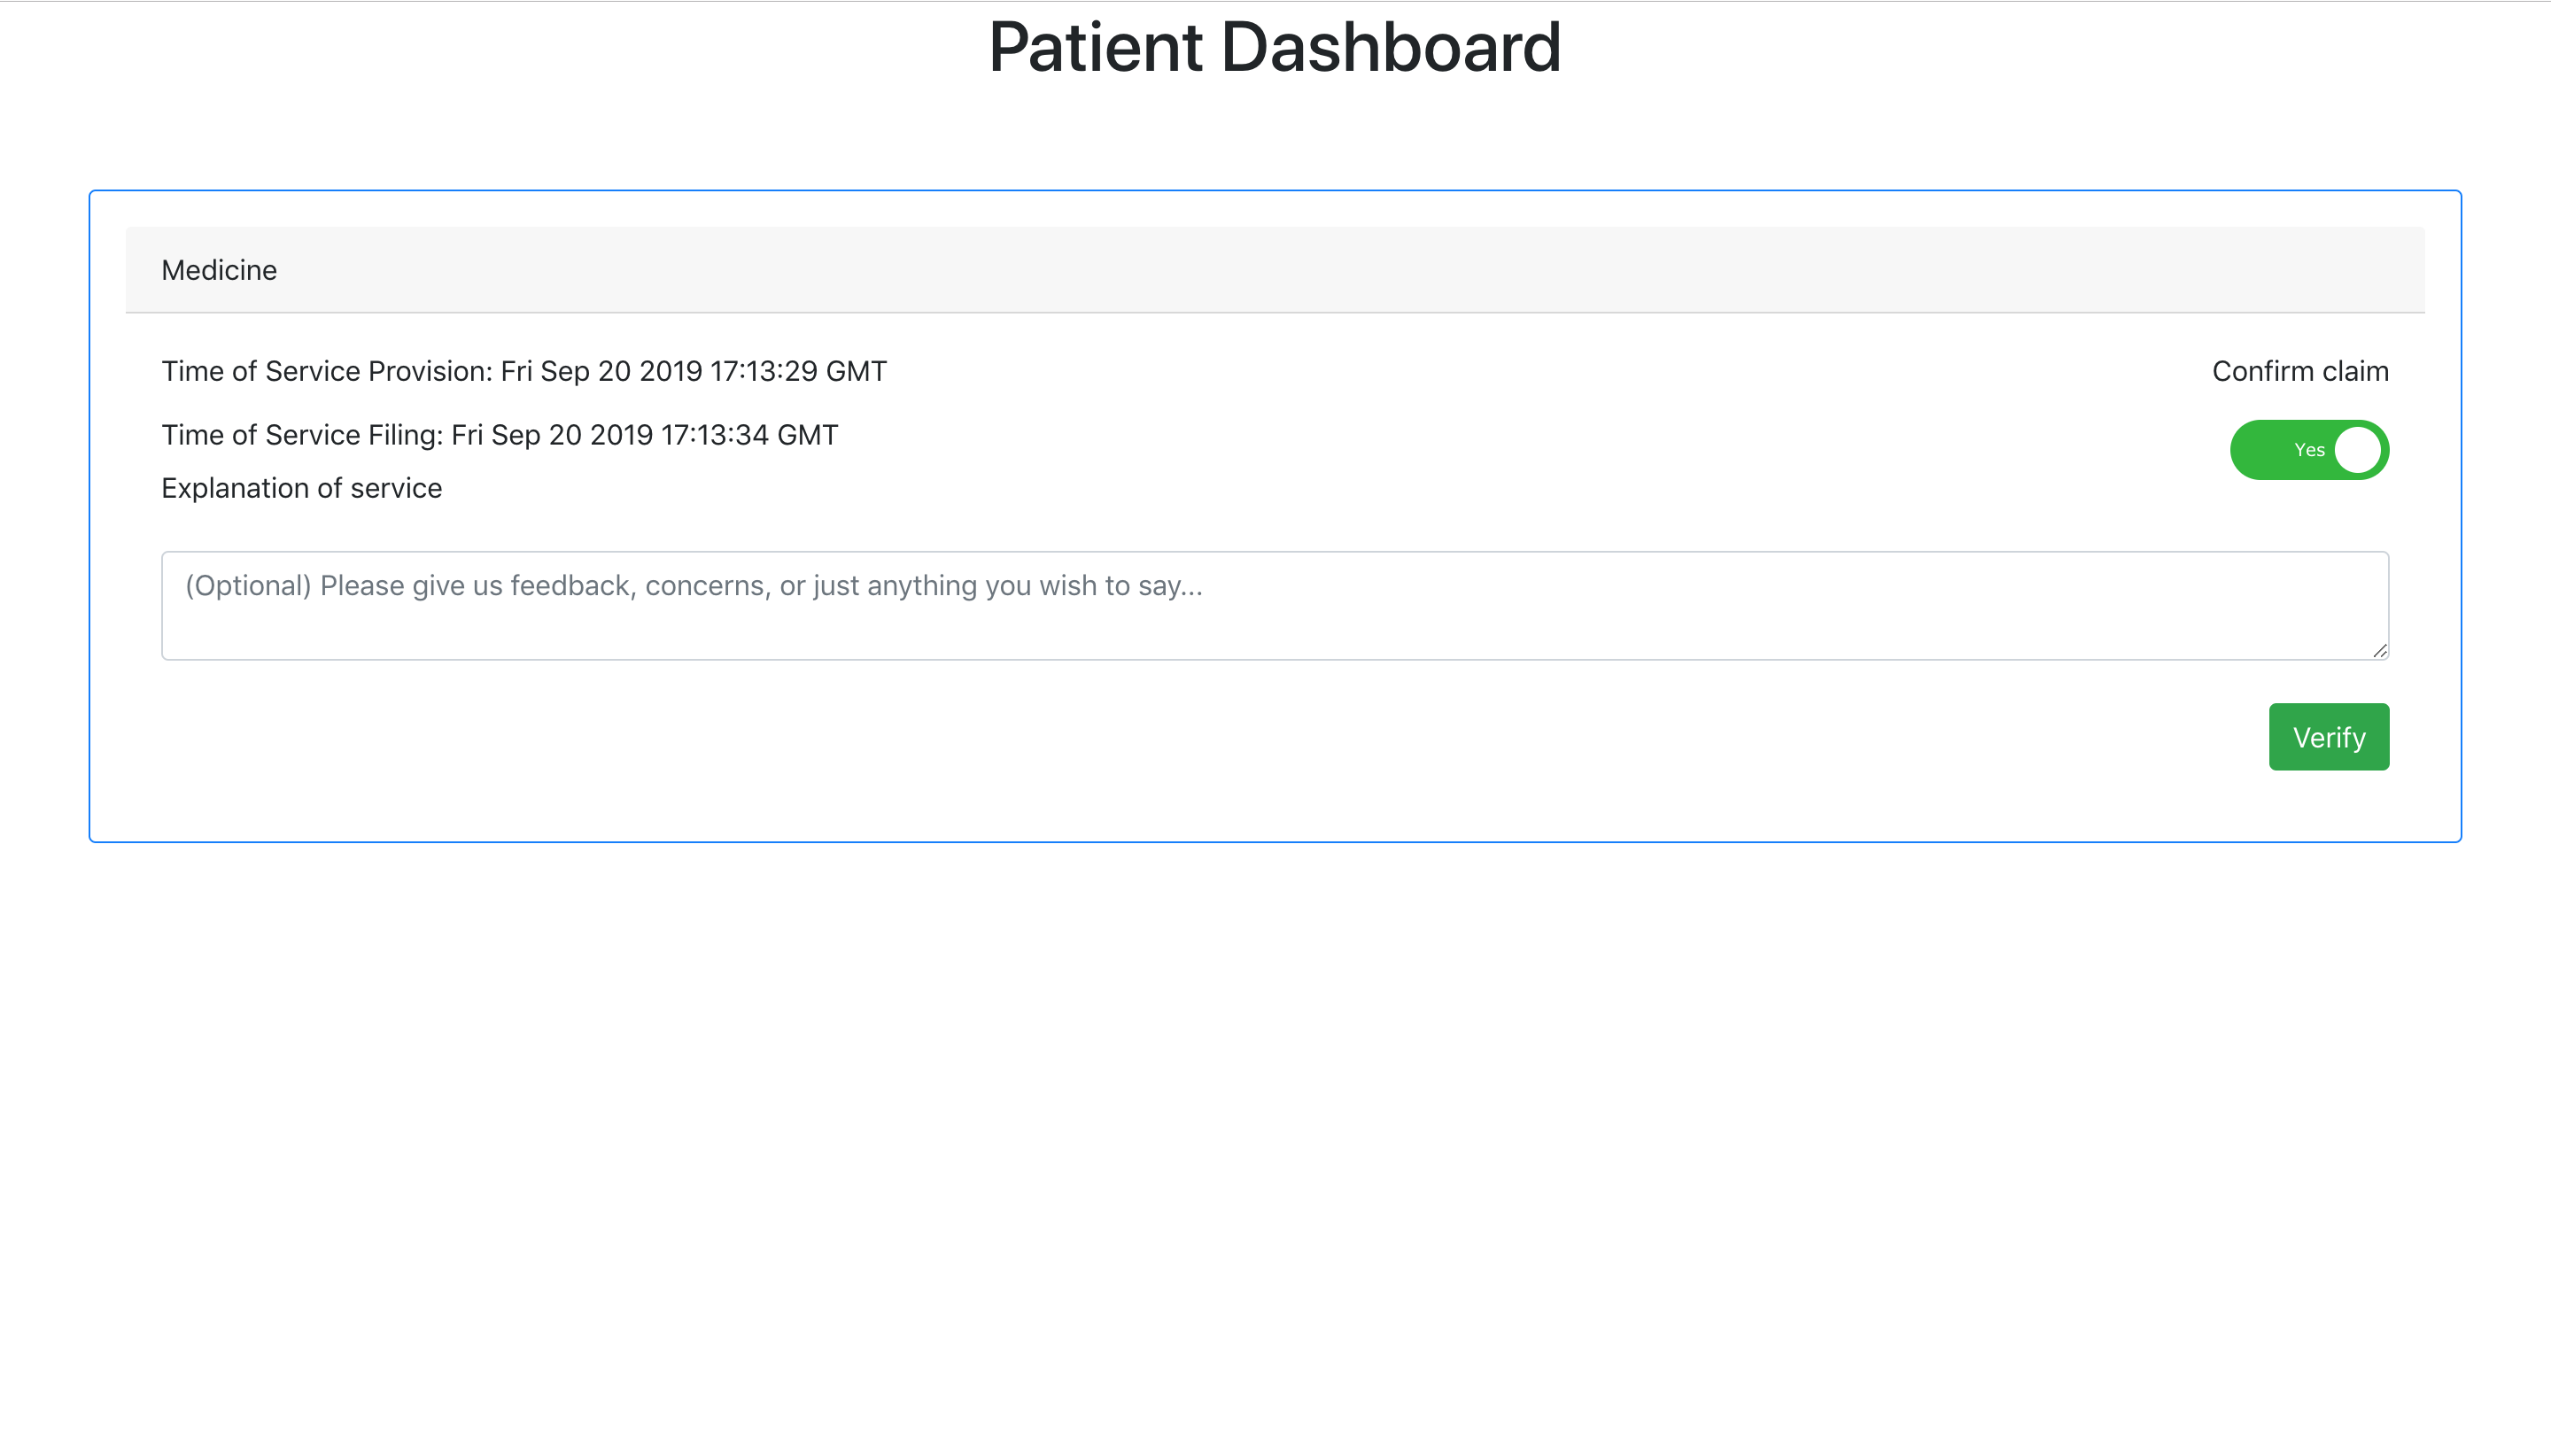 Patient Dashboard
Medicine
Time of Service Provision: Fri Sep 20 2019 17:13:29 GMT
Confirm claim
Time of Service Filing: Fri Sep 20 2019 17:13:34 GMT
Yes
Explanation of service
(Optional) Please give us feedback, concerns, or just anything you wish to say...
Verify